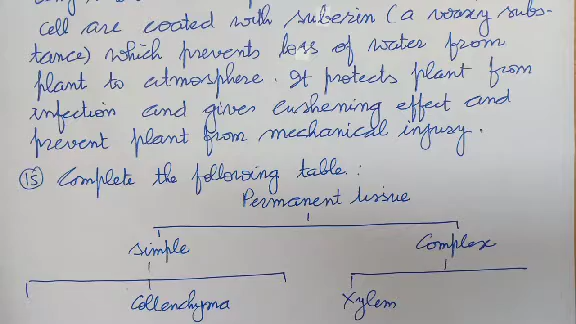 cell are coated with suberin (a waxy subs-
tance) which prevents loss of water from
plant to atmosphere. It protects plant from
infection and gives cushening effect and
prevent plant from mechanical injury.
15 Complete the following table:
Permanent tissue
Simple Complex
Collenchyma Xylem